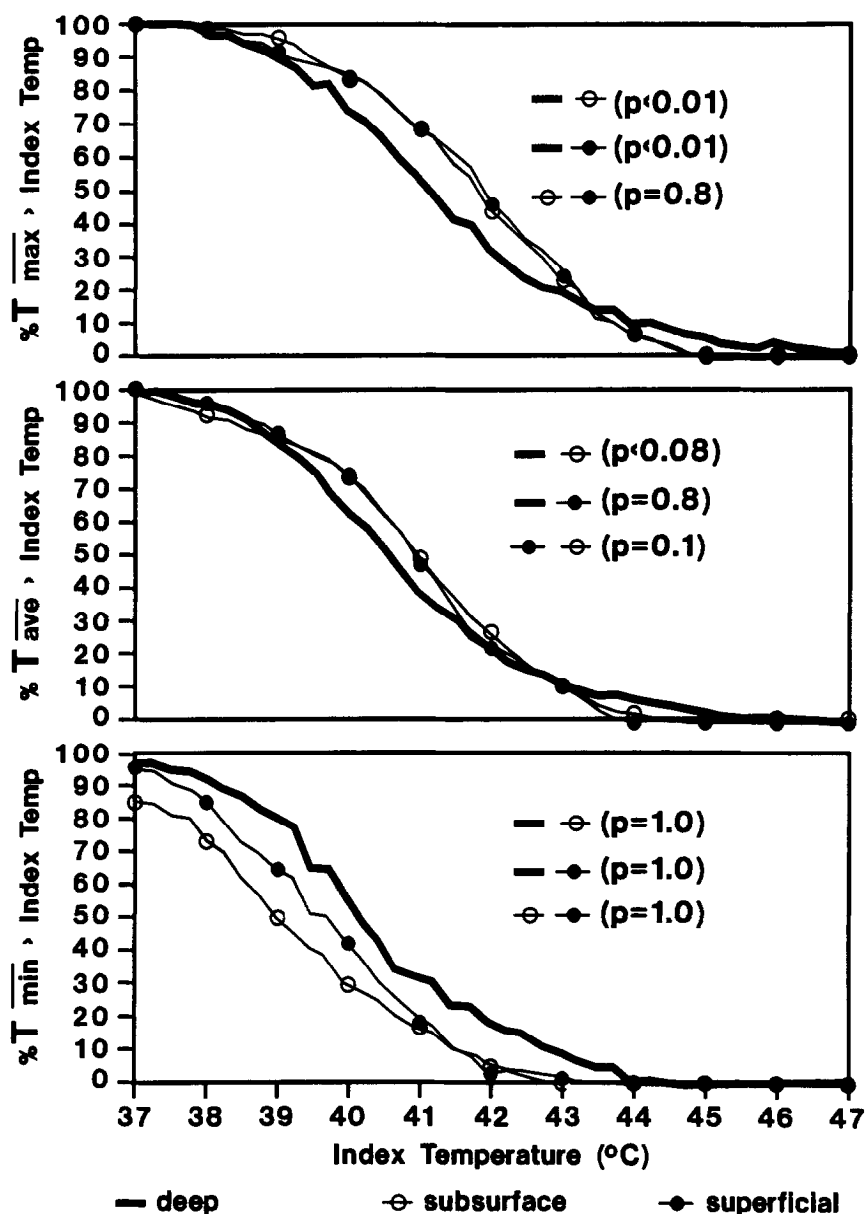 % T max > Index Temp
100
90
80
70
60
50
40
30
20
10
0
(p<0.01)
(p<0.01)
(p=0.8)
% T ave > Index Temp
100
90
80
70
60
50
40
30
20
10
0
(p<0.08)
(p=0.8)
(p=0.1)
% T min > Index Temp
100
90
80
70
60
50
40
30
20
10
0
(p=1.0)
(p=1.0)
(p=1.0)
37 38 39 40 41 42 43 44 45 46 47
Index Temperature (ºC)
deep subsurface superficial